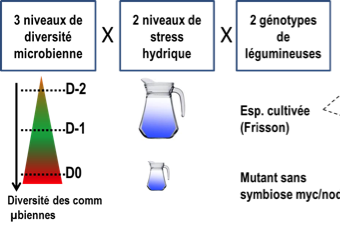 3 niveaux de
diversité
microbienne
X
2 niveaux de
stress
hydrique
X
2 génotypes
de
légumineuses
D-2
D-1
D0
Diversité des comm
µbiennes
Esp. cultivée
(Frisson)
Mutant sans
symbiose myc/noc